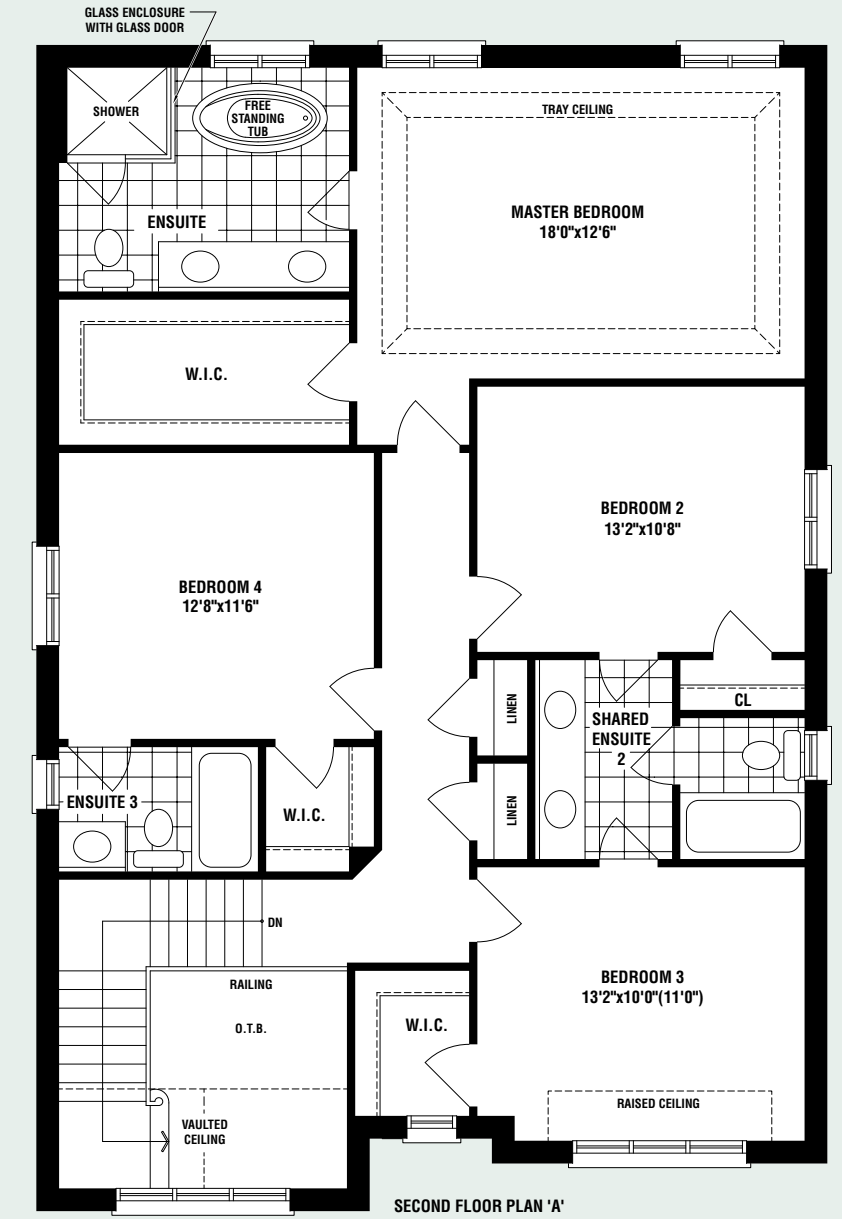 GLASS ENCLOSURE
WITH GLASS DOOR
SHOWER
FREE
STANDING
TUB
TRAY CEILING
ENSUITE
MASTER BEDROOM
18'0"x12'6"
W.I.C.
BEDROOM 2
13'2"x10'8"
BEDROOM 4
12'8"x11'6"
LINEN
CL
SHARED
ENSUITE
2
ENSUITE 3
W.I.C.
LINEN
DN
RAILING
O.T.B.
BEDROOM 3
13'2"x10'0"(11'0")
W.I.C.
RAISED CEILING
VAULTED
CEILING
SECOND FLOOR PLAN 'A'